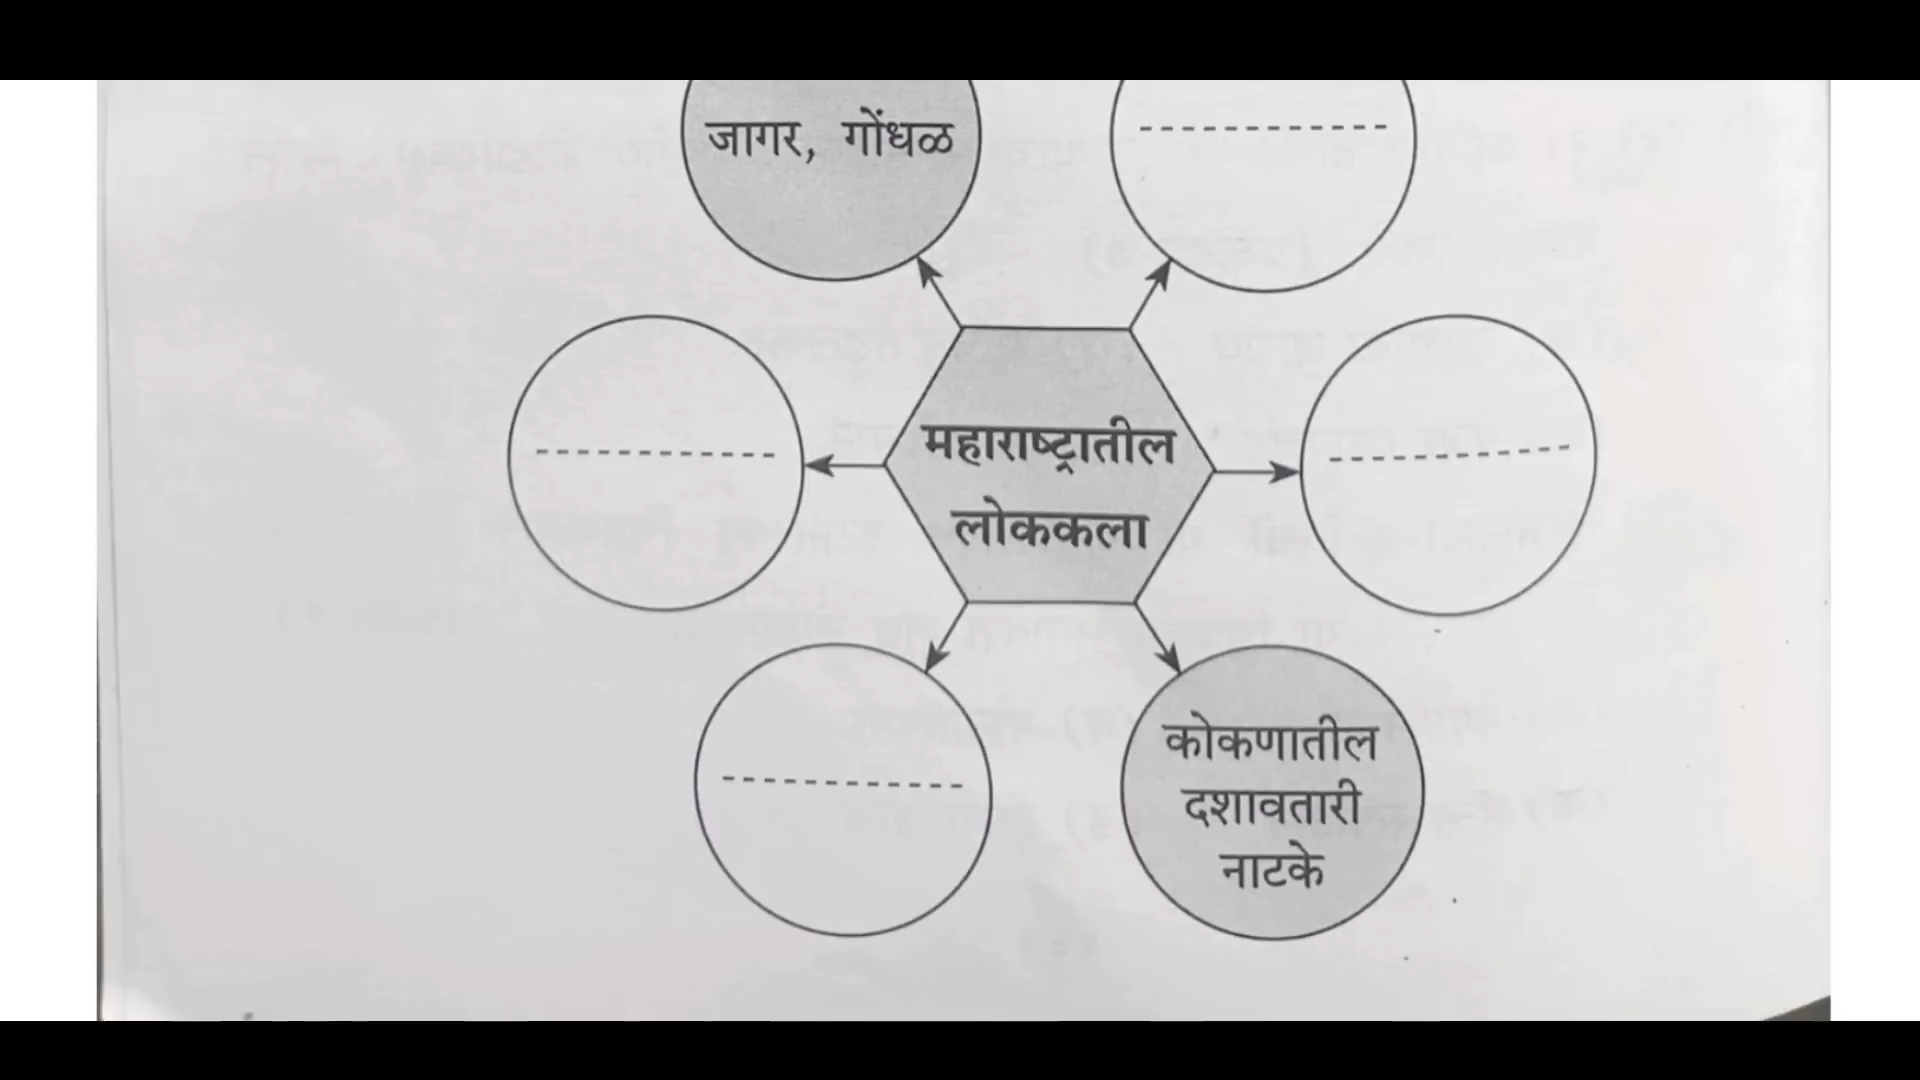 जागर, गोंधळ
महाराष्ट्रातील
लोककला
कोकणातील
दशावतारी
नाटके